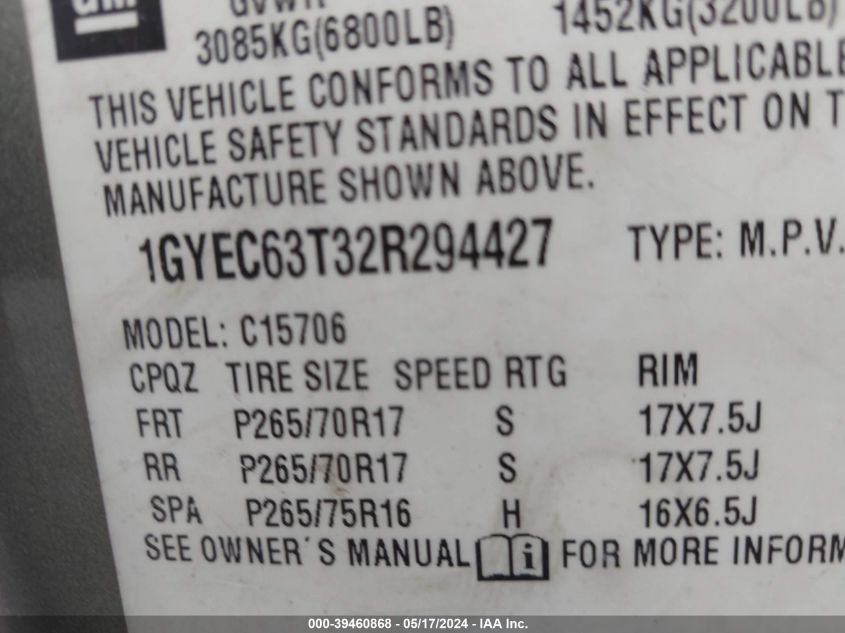 GM GVWR
3085KG(6800LB) 1452KG(3200LB)
THIS VEHICLE CONFORMS TO ALL APPLICABLE
VEHICLE SAFETY STANDARDS IN EFFECT ON T
MANUFACTURE SHOWN ABOVE.
1GYEC63T32R294427 TYPE: M.P.V.
MODEL: C15706
CPQZ TIRE SIZE SPEED RTG RIM
FRT P265/70R17 S 17X7.5J
RR P265/70R17 S 17X7.5J
SPA P265/75R16 H 16X6.5J
SEE OWNER´S MANUAL i FOR MORE INFORM
000-39460868 - 05/17/2024 - IAA Inc.